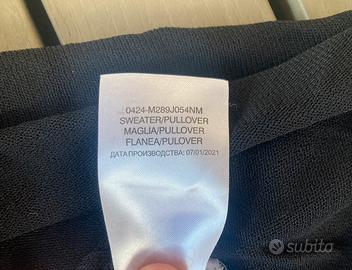 0424-M289J054NM
SWEATER/PULLOVER
MAGLIA/PULLOVER
FLANEA/PULOVER
ДАТА ПРОИЗВОДСТВА: 07/01/2021
subito